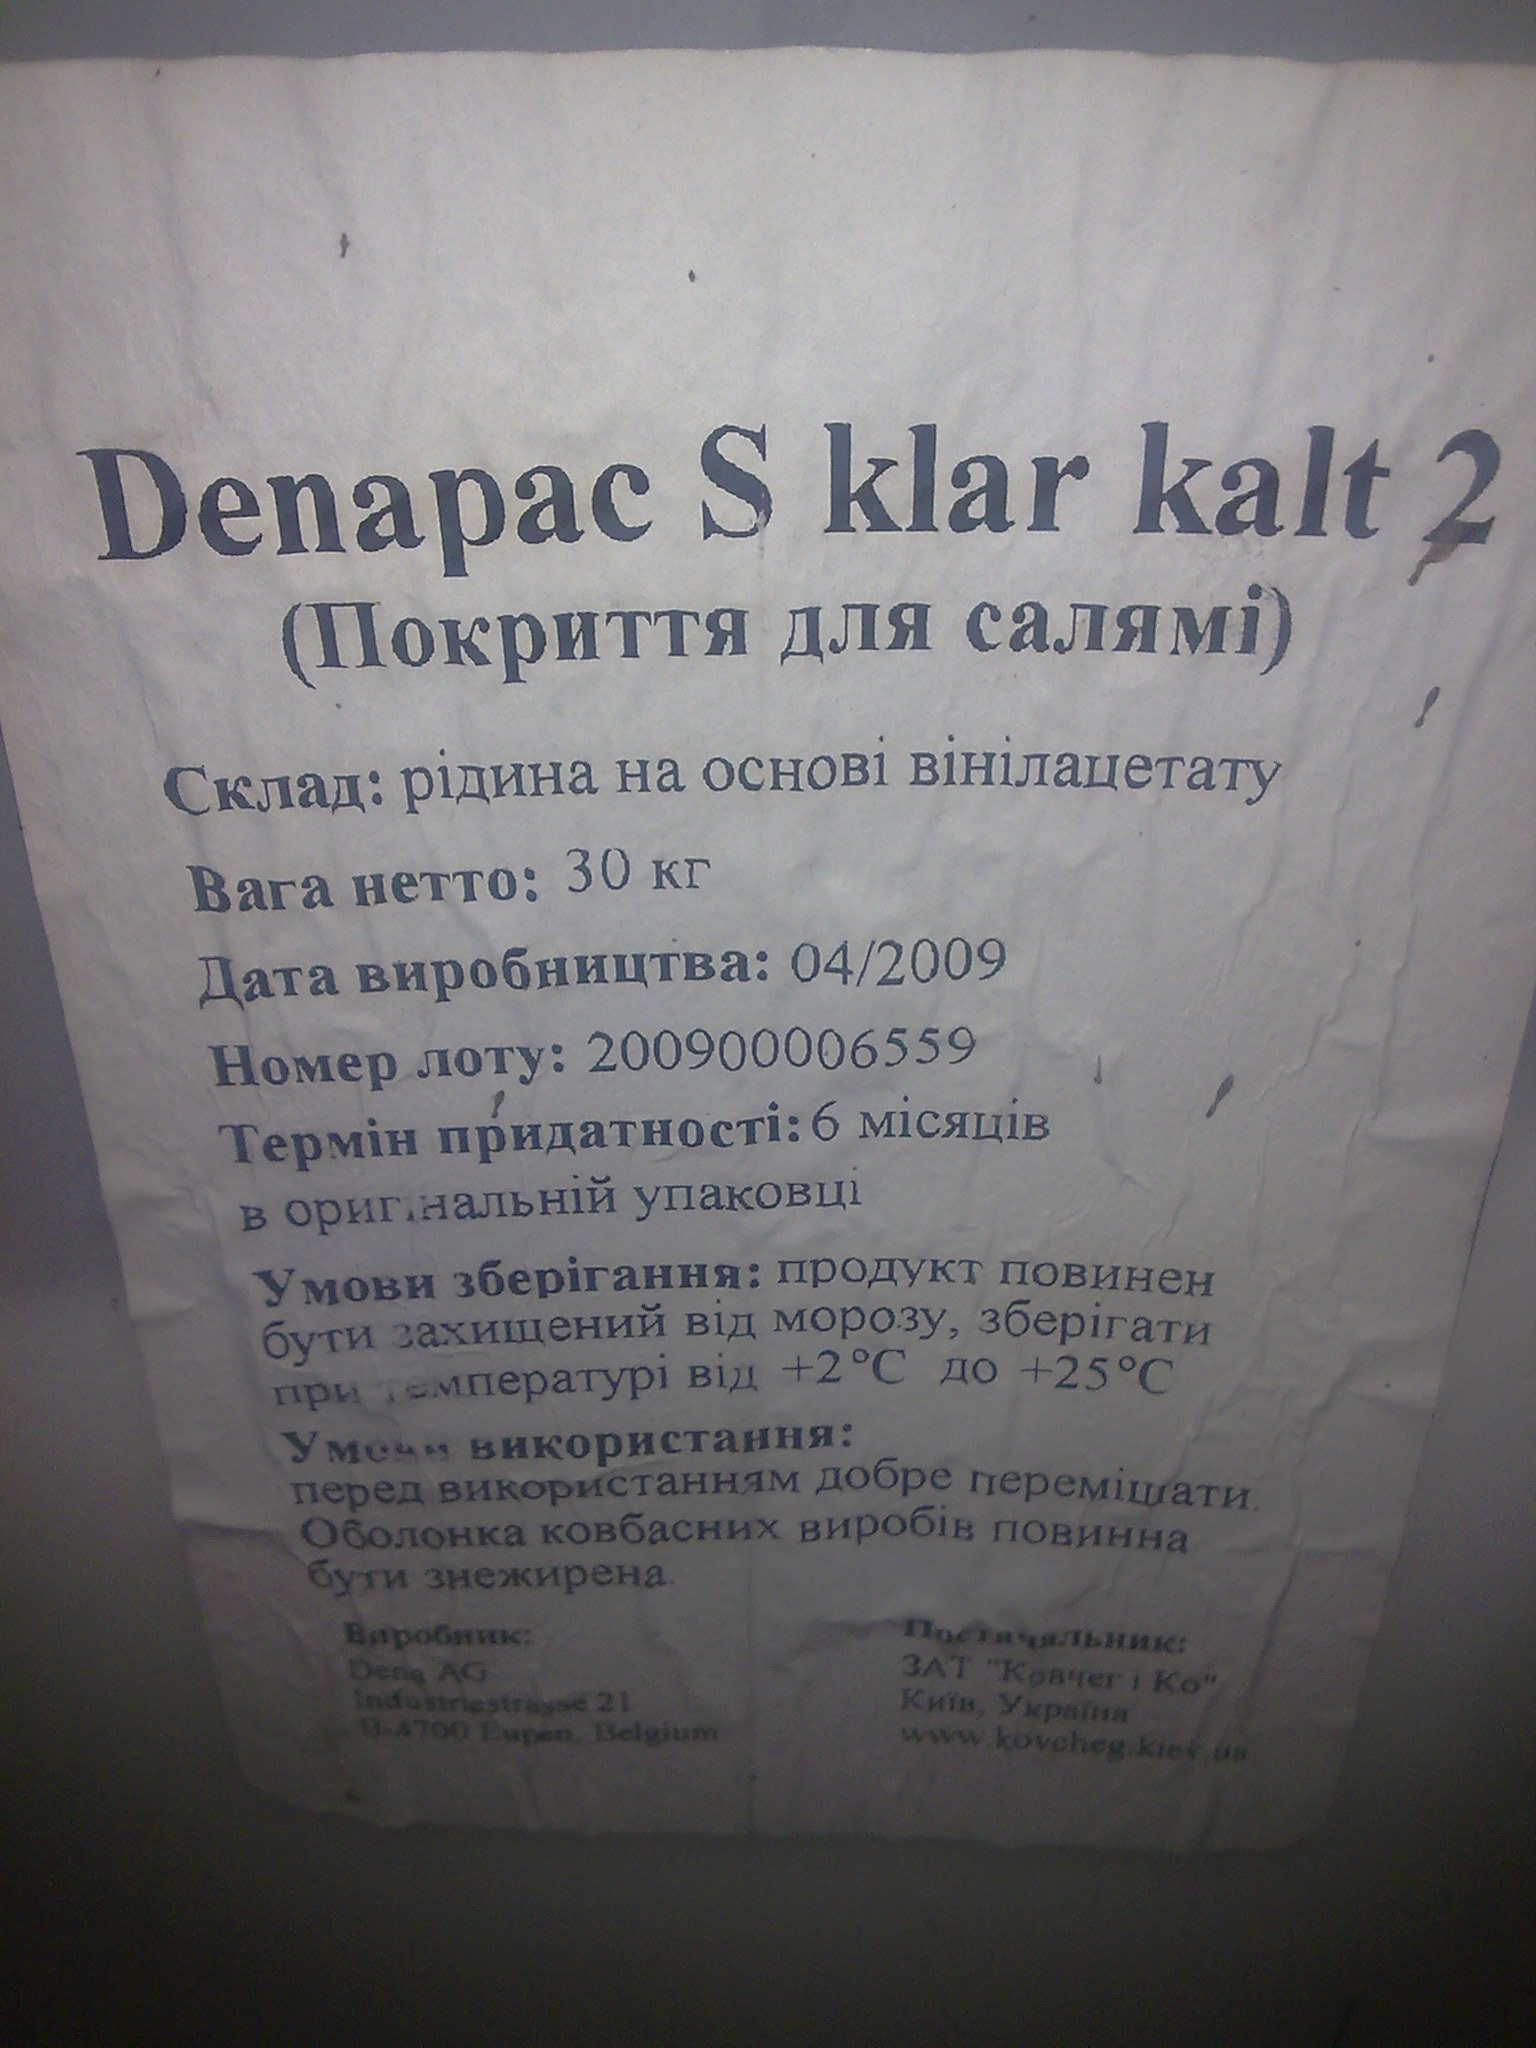 Denapac S klar kalt 2
(Покриття для салямі)
Склад: рідина на основі вінілацетату
Вага нетто: 30 кг
Дата виробництва: 04/2009
Номер лоту: 200900006559
Термін придатності: 6 місяців
в оригінальній упаковці
Умови зберігання: продукт повинен
бути захищений від морозу, зберігати
при температурі від +2°C до +25°C
Умови використання:
перед використанням добре перемішати.
Оболонка ковбасних виробів повинна
бути знежирена.
Виробник:
Dena AG
Industriestrasse 21
B-4700 Eupen, Belgium
Постачальник:
ЗАТ "Ковчег і Ко"
Київ, Україна
www.kovcheg.kiev.ua